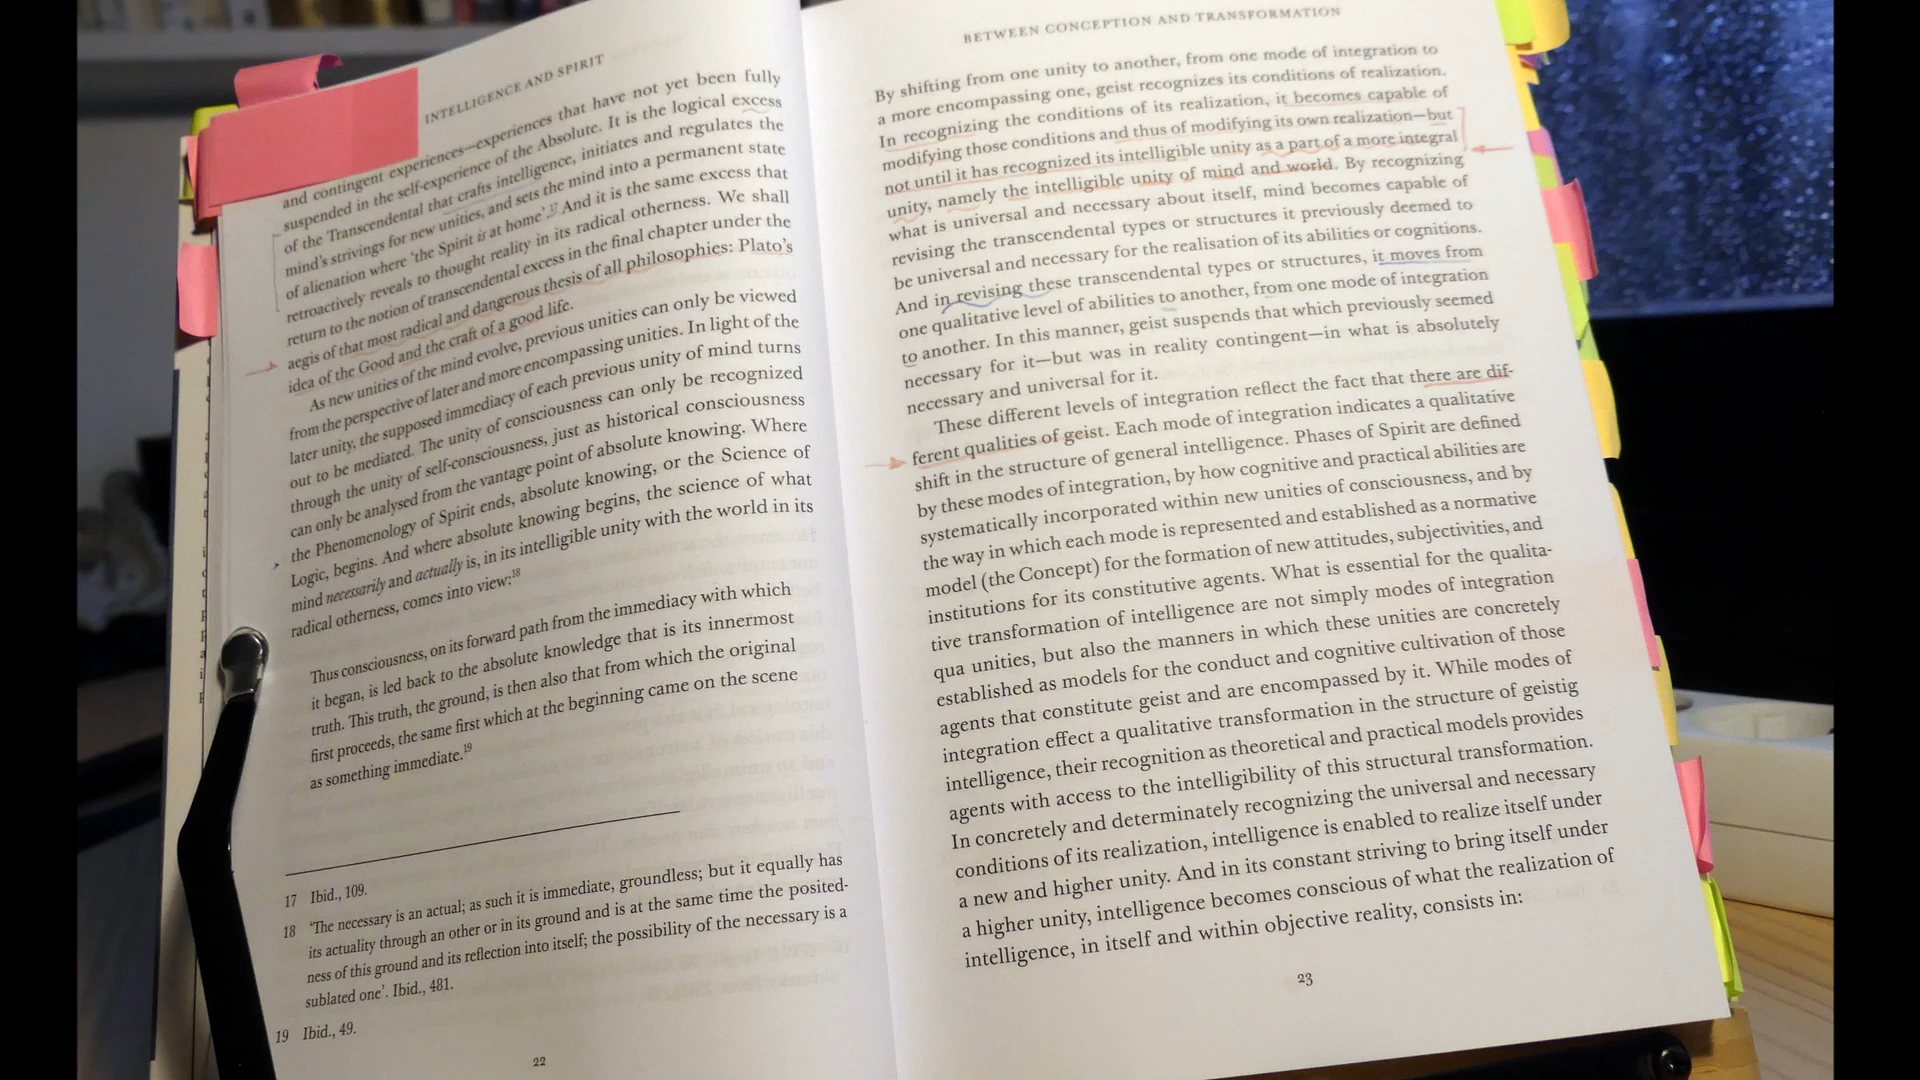 INTELLIGENCE AND SPIRIT
and contingent experiences—experiences that have not yet been fully
suspended in the self-experience of the Absolute. It is the logical excess
of the Transcendental that crafts intelligence, initiates and regulates the
mind's strivings for new unities, and sets the mind into a permanent state
of alienation where 'the Spirit is at home'.17 And it is the same excess that
retroactively reveals to thought reality in its radical otherness. We shall
return to the notion of transcendental excess in the final chapter under the
aegis of that most radical and dangerous thesis of all philosophies: Plato's
idea of the Good and the craft of a good life.
As new unities of the mind evolve, previous unities can only be viewed
from the perspective of later and more encompassing unities. In light of the
later unity, the supposed immediacy of each previous unity of mind turns
out to be mediated. The unity of consciousness can only be recognized
through the unity of self-consciousness, just as historical consciousness
can only be analysed from the vantage point of absolute knowing. Where
the Phenomenology of Spirit ends, absolute knowing, or the Science of
Logic, begins. And where absolute knowing begins, the science of what
mind necessarily and actually is, in its intelligible unity with the world in its
radical otherness, comes into view:18
Thus consciousness, on its forward path from the immediacy with which
it began, is led back to the absolute knowledge that is its innermost
truth. This truth, the ground, is then also that from which the original
first proceeds, the same first which at the beginning came on the scene
as something immediate.19
17 Ibid., 109.
18 'The necessary is an actual; as such it is immediate, groundless; but it equally has
its actuality through an other or in its ground and is at the same time the posited-
ness of this ground and its reflection into itself; the possibility of the necessary is a
sublated one'. Ibid., 481.
19 Ibid., 49.
22
BETWEEN CONCEPTION AND TRANSFORMATION
By shifting from one unity to another, from one mode of integration to
a more encompassing one, geist recognizes its conditions of realization.
In recognizing the conditions of its realization, it becomes capable of
modifying those conditions and thus of modifying its own realization—but
not until it has recognized its intelligible unity as a part of a more integral
unity, namely the intelligible unity of mind and world. By recognizing
what is universal and necessary about itself, mind becomes capable of
revising the transcendental types or structures it previously deemed to
be universal and necessary for the realisation of its abilities or cognitions.
And in revising these transcendental types or structures, it moves from
one qualitative level of abilities to another, from one mode of integration
to another. In this manner, geist suspends that which previously seemed
necessary for it—but was in reality contingent—in what is absolutely
necessary and universal for it.
These different levels of integration reflect the fact that there are dif-
ferent qualities of geist. Each mode of integration indicates a qualitative
shift in the structure of general intelligence. Phases of Spirit are defined
by these modes of integration, by how cognitive and practical abilities are
systematically incorporated within new unities of consciousness, and by
the way in which each mode is represented and established as a normative
model (the Concept) for the formation of new attitudes, subjectivities, and
institutions for its constitutive agents. What is essential for the qualita-
tive transformation of intelligence are not simply modes of integration
qua unities, but also the manners in which these unities are concretely
established as models for the conduct and cognitive cultivation of those
agents that constitute geist and are encompassed by it. While modes of
integration effect a qualitative transformation in the structure of geistig
intelligence, their recognition as theoretical and practical models provides
agents with access to the intelligibility of this structural transformation.
In concretely and determinately recognizing the universal and necessary
conditions of its realization, intelligence is enabled to realize itself under
a new and higher unity. And in its constant striving to bring itself under
a higher unity, intelligence becomes conscious of what the realization of
intelligence, in itself and within objective reality, consists in:
23